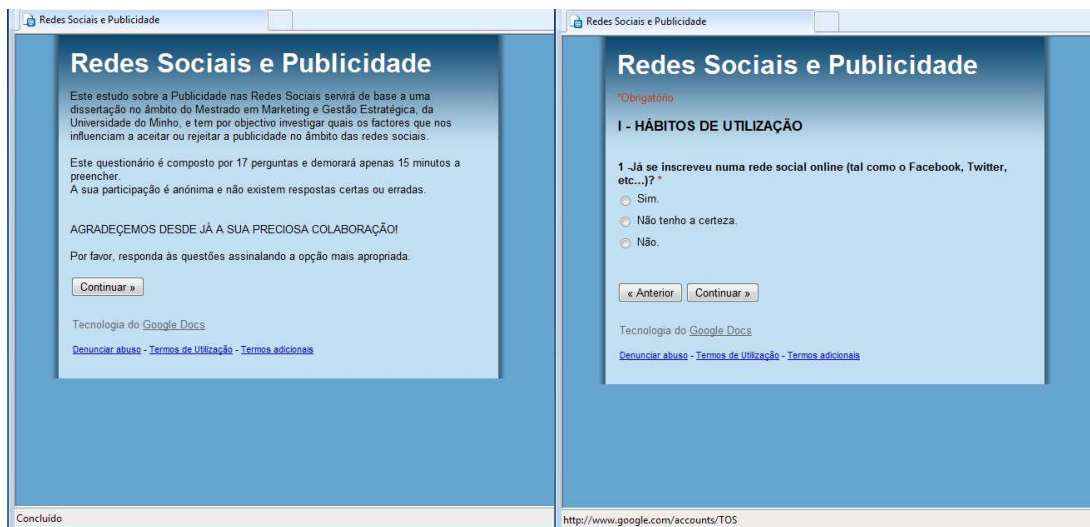 Redes Sociais e Publicidade
Redes Sociais e Publicidade
Este estudo sobre a Publicidade nas Redes Sociais servirá de base a uma
dissertação no âmbito do Mestrado em Marketing e Gestão Estratégica, da
Universidade do Minho, e tem por objectivo investigar quais os factores que nos
influenciam a aceitar ou rejeitar a publicidade no âmbito das redes sociais.
Este questionário é composto por 17 perguntas e demorará apenas 15 minutos a
preencher.
A sua participação é anónima e não existem respostas certas ou erradas.
AGRADEÇEMOS DESDE JÁ A SUA PRECIOSA COLABORAÇÃO!
Por favor, responda às questões assinalando a opção mais apropriada.
Continuar »
Tecnologia do Google Docs
Denunciar abuso - Termos de Utilização - Termos adicionais
Concluído
Redes Sociais e Publicidade
Redes Sociais e Publicidade
*Obrigatório
I - HÁBITOS DE UTILIZAÇÃO
1 -Já se inscreveu numa rede social online (tal como o Facebook, Twitter,
etc...)? *
Sim.
Não tenho a certeza.
Não.
« Anterior Continuar »
Tecnologia do Google Docs
Denunciar abuso - Termos de Utilização - Termos adicionais
http://www.google.com/accounts/TOS